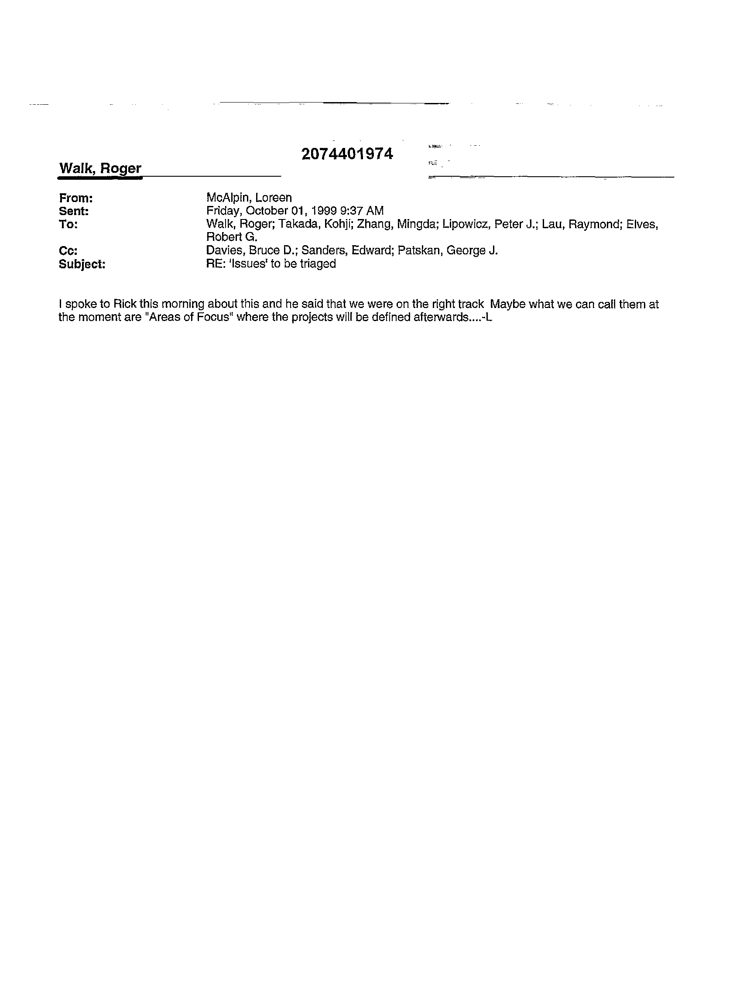 2074401974
Walk, Roger
From: McAlpin, Loreen
Sent: Friday, October 01, 1999 9:37 AM
To: Walk, Roger; Takada, Kohji; Zhang, Mingda; Lipowicz, Peter J.; Lau, Raymond; Elves,
Robert G.
Cc: Davies, Bruce D.; Sanders, Edward; Patskan, George J.
Subject: RE: 'Issues' to be triaged
I spoke to Rick this morning about this and he said that we were on the right track Maybe what we can call them at
the moment are "Areas of Focus" where the projects will be defined afterwards....-L